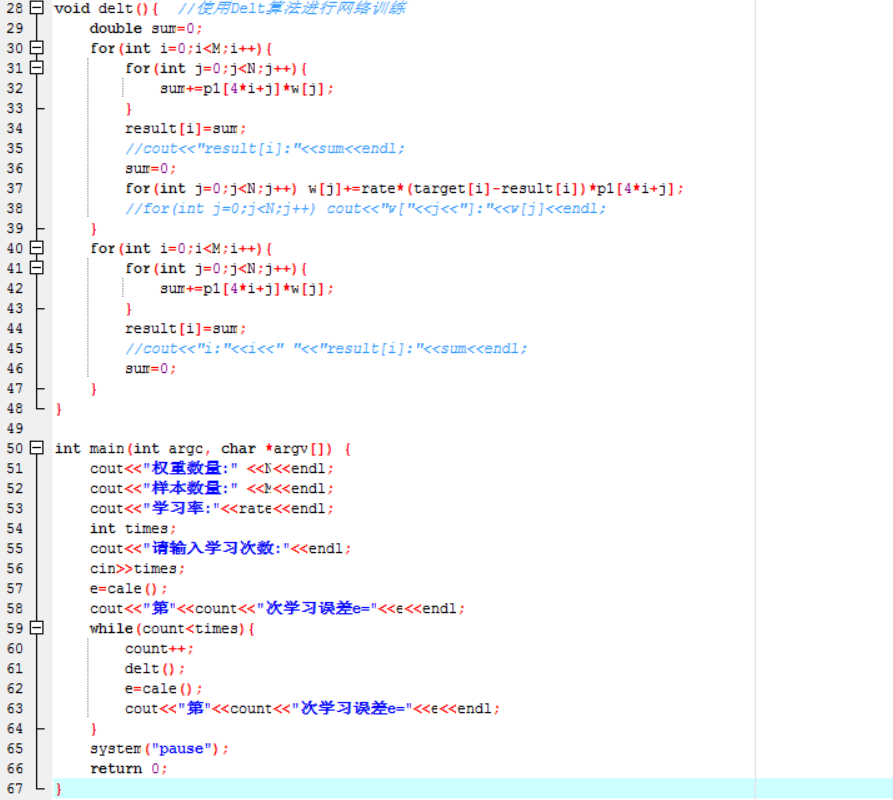 28 void delt(){  //使用Delt算法进行网络训练
29     double sum=0;
30     for(int i=0;i<M;i++){
31         for(int j=0;j<N;j++){
32             sum+=p1[4*i+j]*w[j];
33         }
34         result[i]=sum;
35         //cout<<"result[i]:"<<sum<<endl;
36         sum=0;
37         for(int j=0;j<N;j++) w[j]+=rate*(target[i]-result[i])*p1[4*i+j];
38         //for(int j=0;j<N;j++) cout<<"w["<<j<<"]:"<<w[j]<<endl;
39     }
40     for(int i=0;i<M;i++){
41         for(int j=0;j<N;j++){
42             sum+=p1[4*i+j]*w[j];
43         }
44         result[i]=sum;
45         //cout<<"i:"<<i<<" "<<"result[i]:"<<sum<<endl;
46         sum=0;
47     }
48 }
49
50 int main(int argc, char *argv[]) {
51     cout<<"权重数量:" <<N<<endl;
52     cout<<"样本数量:" <<M<<endl;
53     cout<<"学习率:"<<rate<<endl;
54     int times;
55     cout<<"请输入学习次数:"<<endl;
56     cin>>times;
57     e=cale();
58     cout<<"第"<<count<<"次学习误差e="<<e<<endl;
59     while(count<times){
60         count++;
61         delt();
62         e=cale();
63         cout<<"第"<<count<<"次学习误差e="<<e<<endl;
64     }
65     system("pause");
66     return 0;
67 }